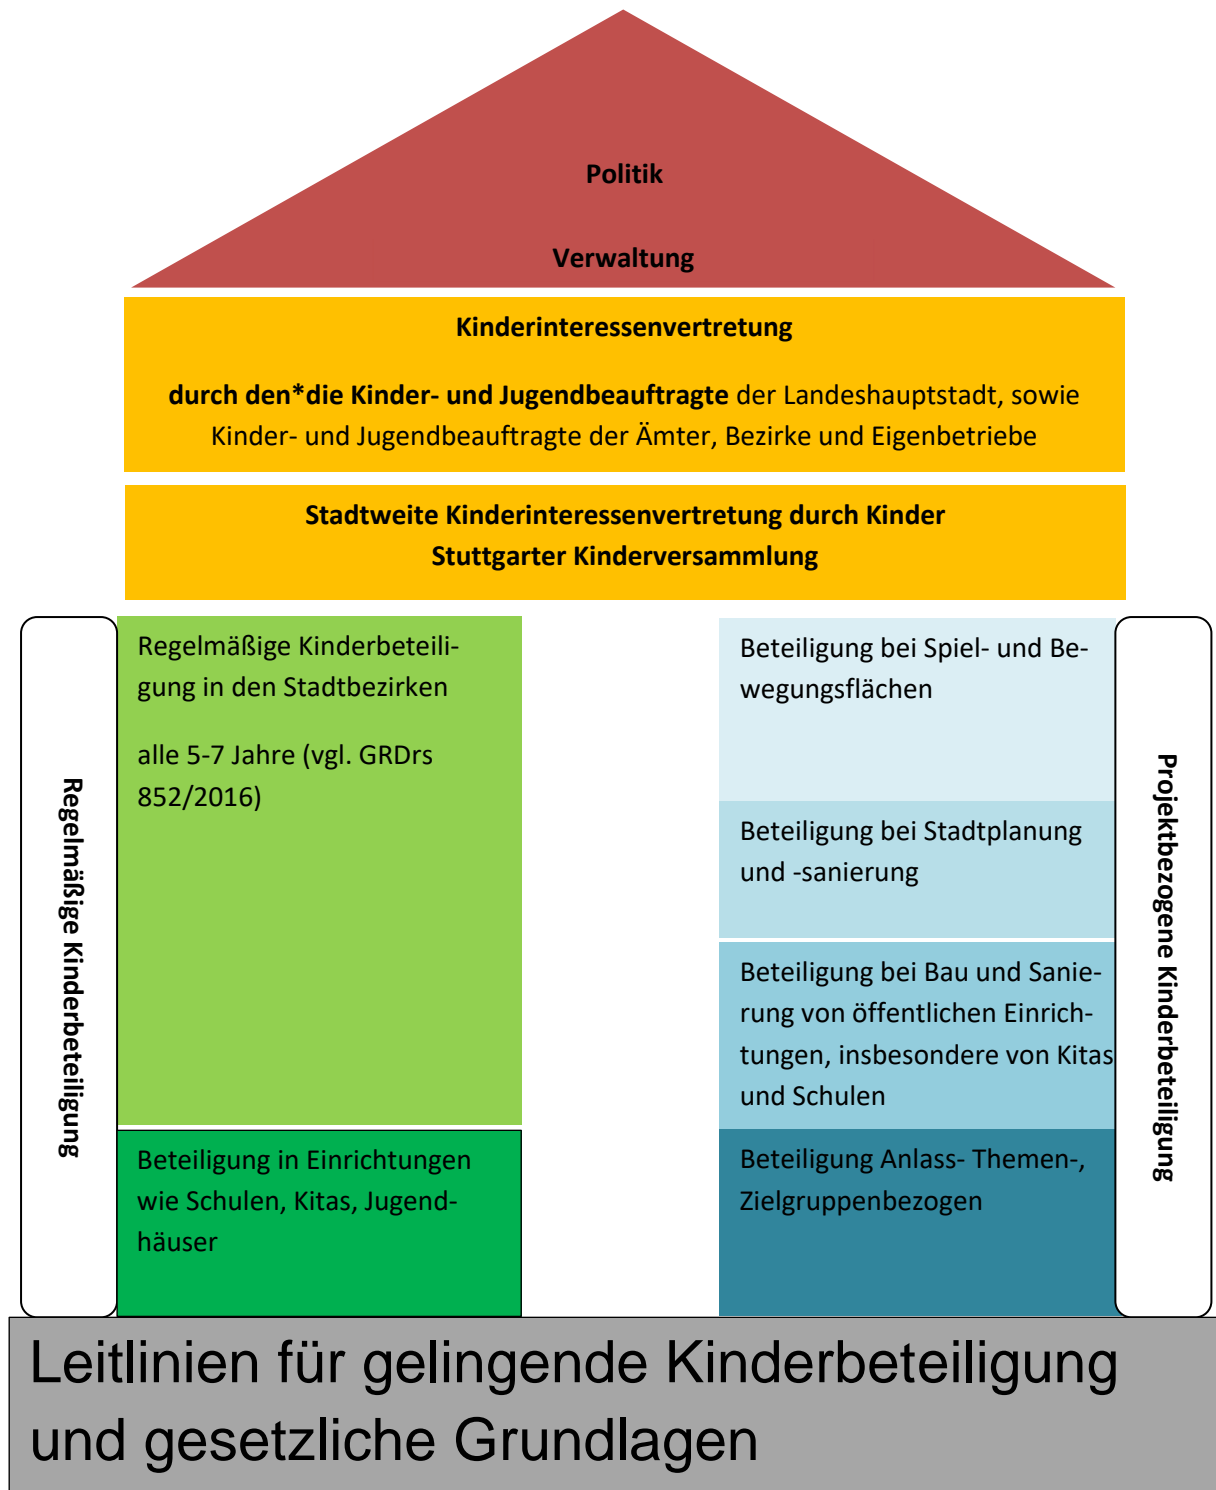 Politik
Verwaltung
Kinderinteressenvertretung
durch den*die Kinder- und Jugendbeauftragte der Landeshauptstadt, sowie
Kinder- und Jugendbeauftragte der Ämter, Bezirke und Eigenbetriebe
Stadtweite Kinderinteressenvertretung durch Kinder
Stuttgarter Kinderversammlung
Regelmäßige Kinderbeteiligung
Regelmäßige Kinderbeteili-
gung in den Stadtbezirken
alle 5-7 Jahre (vgl. GRDrs
852/2016)
Beteiligung in Einrichtungen
wie Schulen, Kitas, Jugend-
häuser
Beteiligung bei Spiel- und Be-
wegungsflächen
Beteiligung bei Stadtplanung
und -sanierung
Beteiligung bei Bau und Sanie-
rung von öffentlichen Einrich-
tungen, insbesondere von Kitas
und Schulen
Beteiligung Anlass- Themen-,
Zielgruppenbezogen
Projektbezogene Kinderbeteiligung
Leitlinien für gelingende Kinderbeteiligung
und gesetzliche Grundlagen